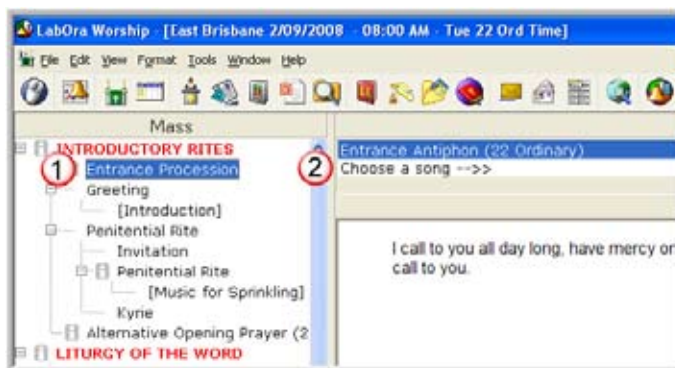 LabOra Worship - [East Brisbane 2/09/2008 - 08:00 AM - Tue 22 Ord Time]
File Edit View Format Tools Window Help
Mass
INTRODUCTORY RITES
1
Entrance Procession
Greeting
[Introduction]
Penitential Rite
Invitation
Penitential Rite
[Music for Sprinkling]
Kyrie
Alternative Opening Prayer (2
LITURGY OF THE WORD
2
Entrance Antiphon (22 Ordinary)
Choose a song -->>
I call to you all day long, have mercy on
call to you.